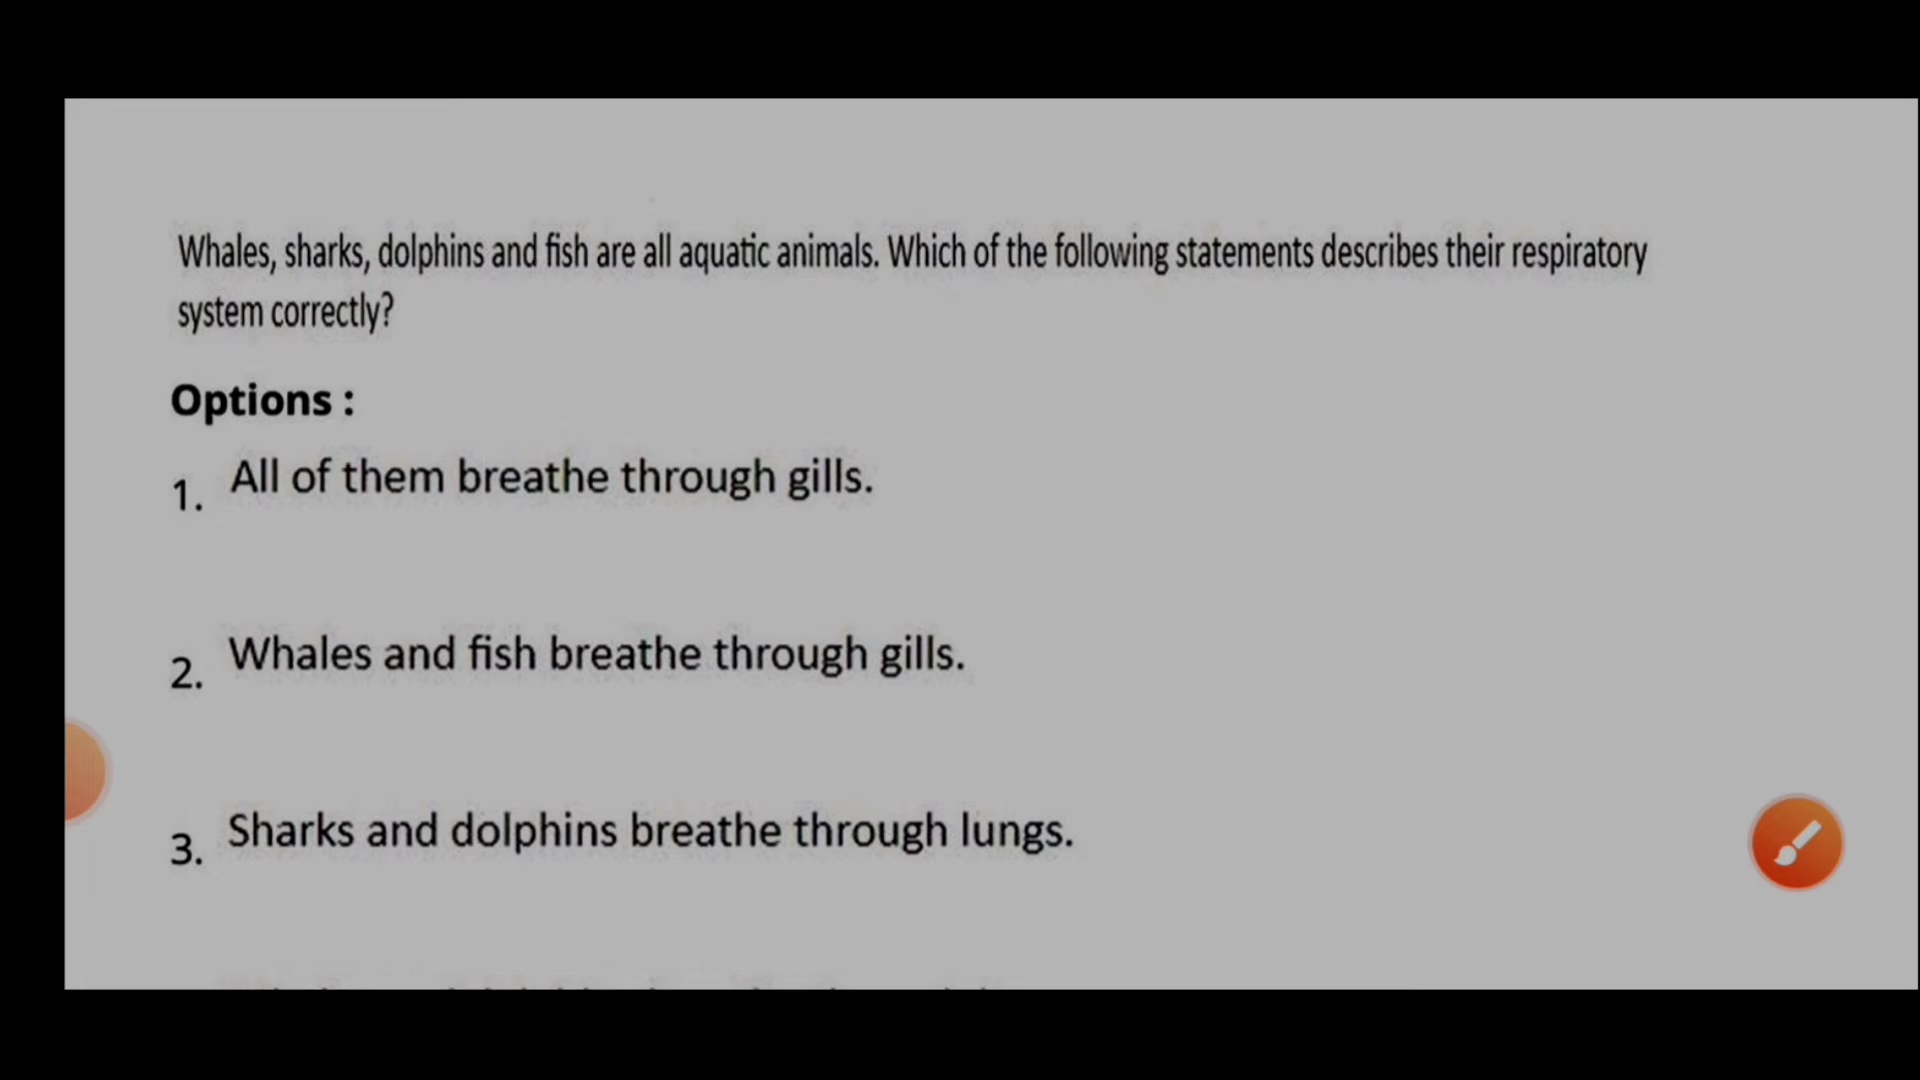 Whales, sharks, dolphins and fish are all aquatic animals. Which of the following statements describes their respiratory
system correctly?
Options :
1. All of them breathe through gills.
2. Whales and fish breathe through gills.
3. Sharks and dolphins breathe through lungs.